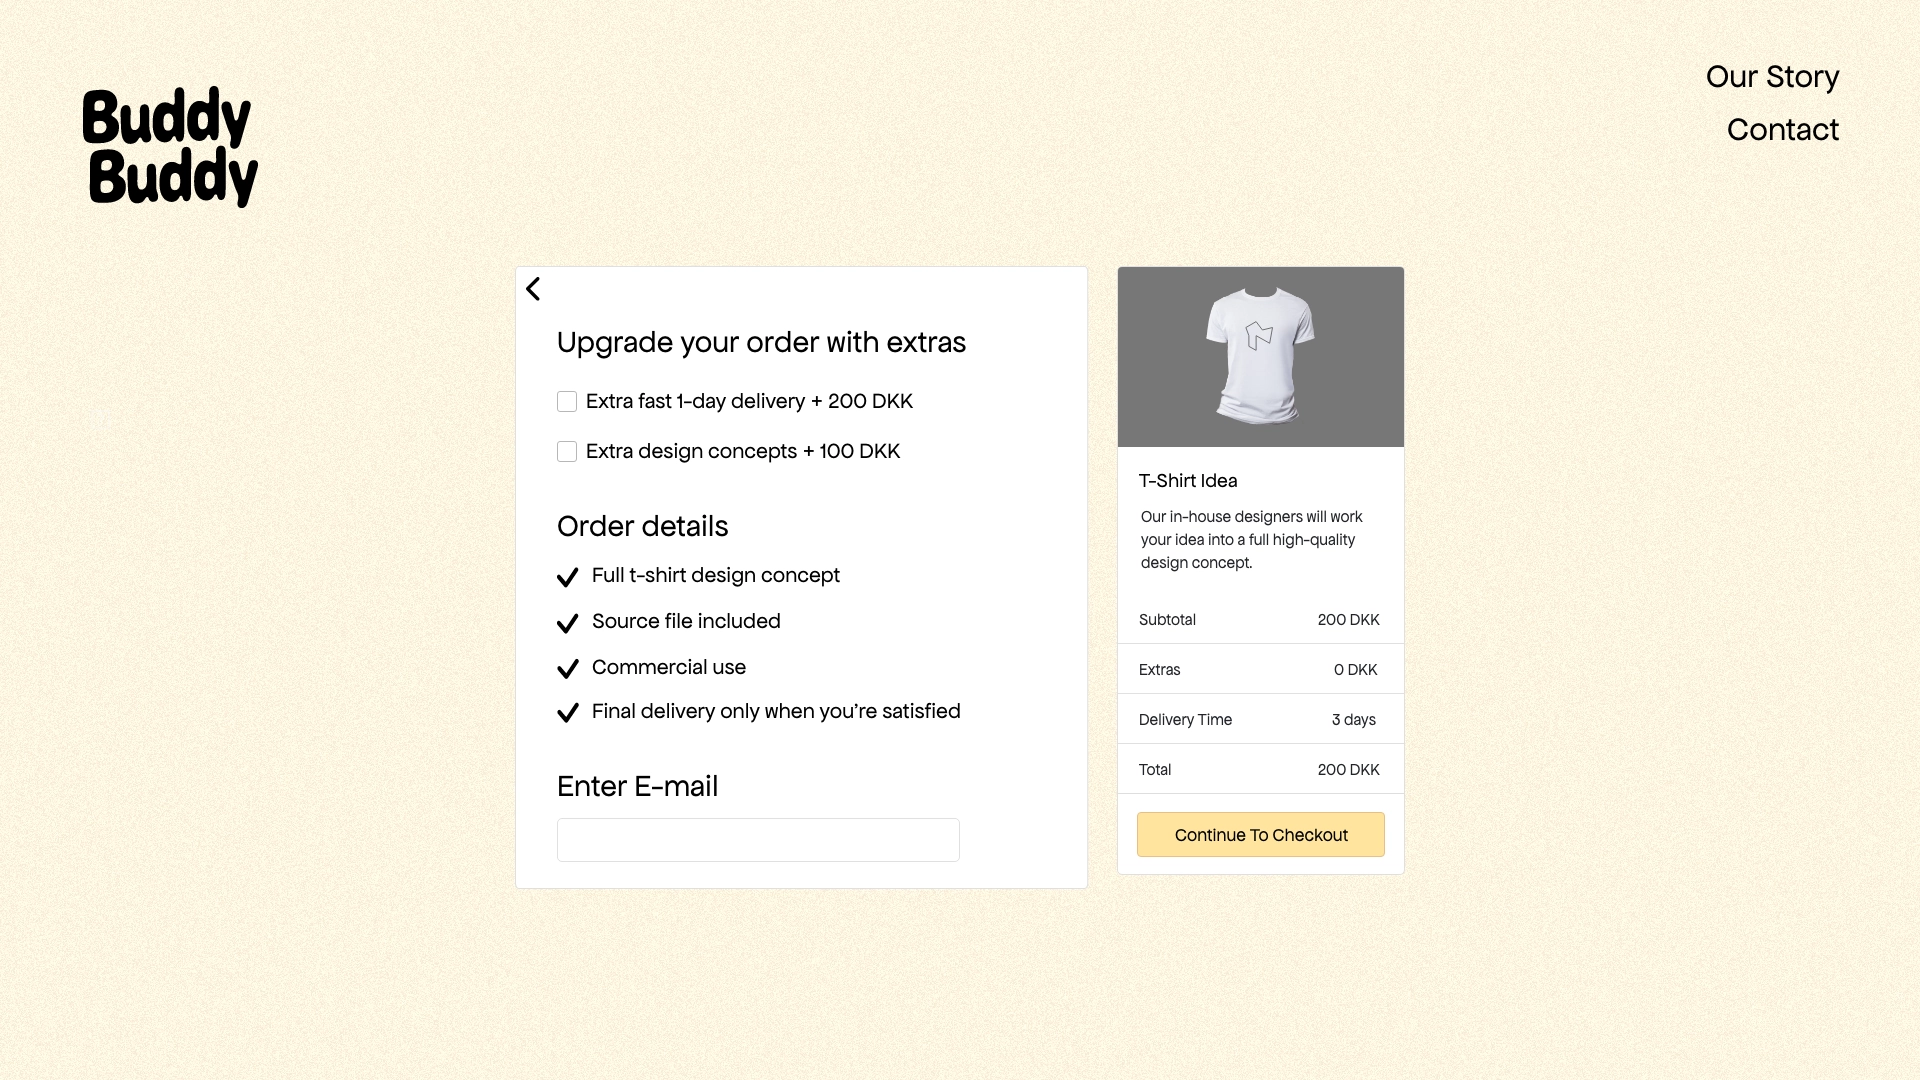 Buddy
Buddy
Our Story
Contact
Upgrade your order with extras
Extra fast 1-day delivery + 200 DKK
Extra design concepts + 100 DKK
Order details
Full t-shirt design concept
Source file included
Commercial use
Final delivery only when you’re satisfied
Enter E-mail
T-Shirt Idea
Our in-house designers will work
your idea into a full high-quality
design concept.
Subtotal 200 DKK
Extras 0 DKK
Delivery Time 3 days
Total 200 DKK
Continue To Checkout